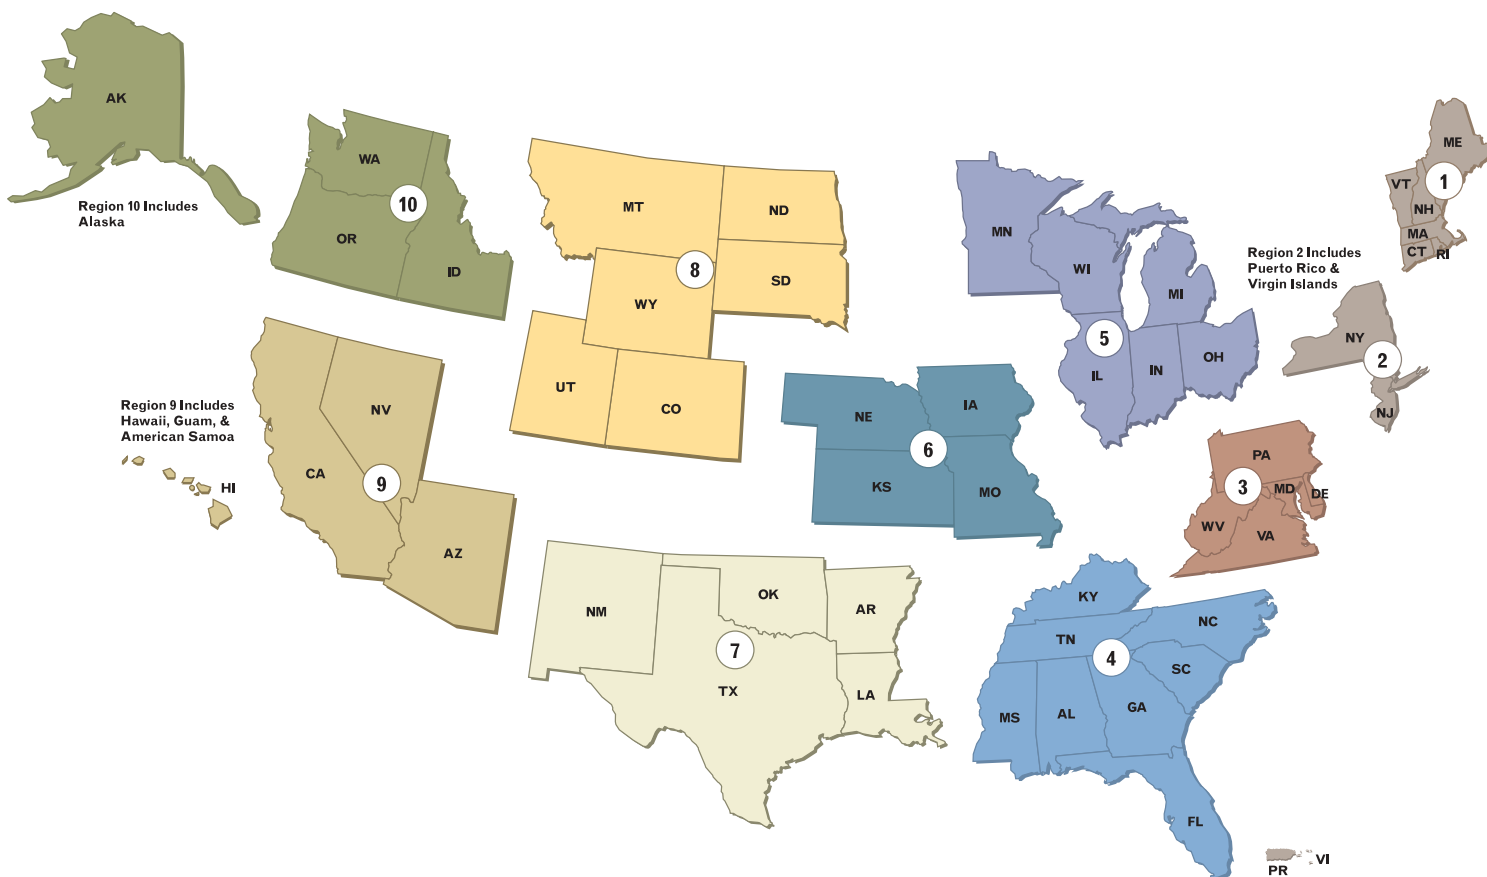 AK
Region 10 Includes
Alaska
WA
10
OR
ID
MT
ND
8
SD
WY
UT
CO
MN
WI
MI
5
IL
IN
OH
ME
VT
1
NH
MA
CT
RI
Region 2 Includes
Puerto Rico &
Virgin Islands
NY
2
NJ
Region 9 Includes
Hawaii, Guam, &
American Samoa
HI
NV
CA
9
AZ
NE
IA
6
KS
MO
PA
3
MD
DE
WV
VA
NM
OK
AR
7
TX
LA
KY
NC
TN
4
SC
MS
AL
GA
FL
PR
VI